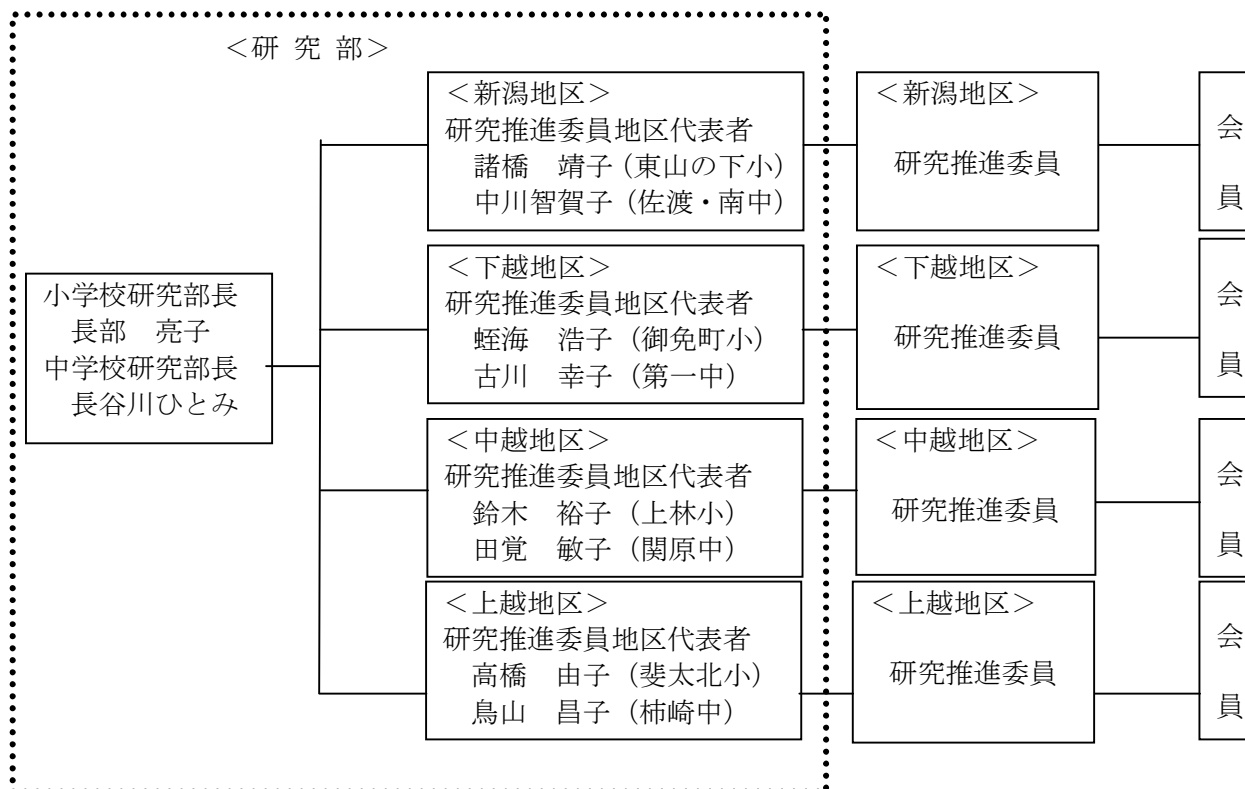 ＜研 究 部＞
小学校研究部長
長部　亮子
中学校研究部長
長谷川ひとみ
＜新潟地区＞
研究推進委員地区代表者
諸橋　靖子（東山の下小）
中川智賀子（佐渡・南中）
＜新潟地区＞
研究推進委員
会
員
＜下越地区＞
研究推進委員地区代表者
蛭海　浩子（御免町小）
古川　幸子（第一中）
＜下越地区＞
研究推進委員
会
員
＜中越地区＞
研究推進委員地区代表者
鈴木　裕子（上林小）
田覚　敏子（関原中）
＜中越地区＞
研究推進委員
会
員
＜上越地区＞
研究推進委員地区代表者
高橋　由子（斐太北小）
鳥山　昌子（柿崎中）
＜上越地区＞
研究推進委員
会
員